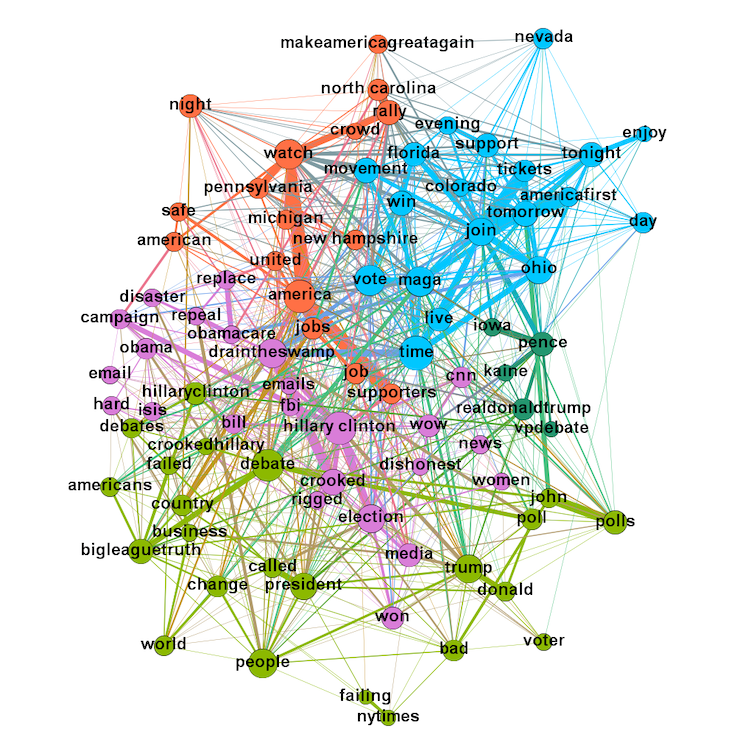 nevada
makeamericagreatagain
north carolina
night
rally
evening
crowd
enjoy
support
watch
florida
tonight
movement
tickets
pennsylvania
colorado
americafirst
win
safe
tomorrow
michigan
day
join
american
new hampshire
united
ohio
replace
vote
maga
america
disaster
campaign
repeal
live
jobs
iowa
obamacare
pence
obama
draintheswamp
time
email
job
cnn
kaine
emails
hillaryclinton
supporters
hard
isis
fbi
realdonaldtrump
debates
bill
hillary clinton
wow
vpdebate
crookedhillary
news
failed
debate
dishonest
americans
crooked
women
rigged
john
country
election
poll
polls
business
bigleaguetruth
media
called
trump
change
president
donald
won
world
voter
bad
people
failing
nytimes